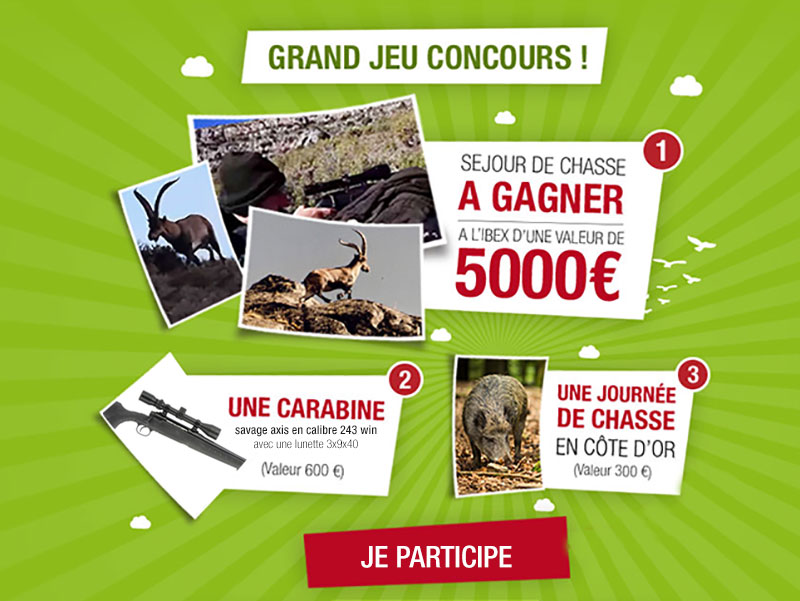 GRAND JEU CONCOURS !
1
SEJOUR DE CHASSE
A GAGNER
A L'IBEX D'UNE VALEUR DE
5000€
2
UNE CARABINE
savage axis en calibre 243 win
avec une lunette 3x9x40
(Valeur 600 €)
3
UNE JOURNÉE
DE CHASSE
EN CÔTE D'OR
(Valeur 300 €)
JE PARTICIPE